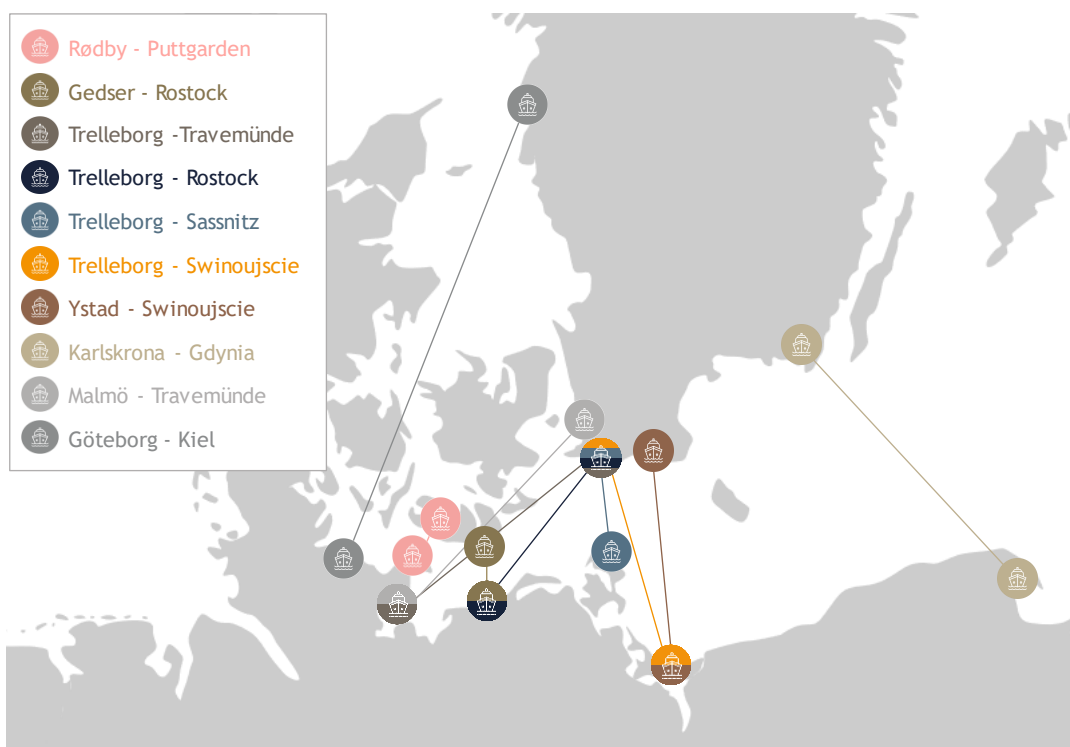 Rødby - Puttgarden
Gedser - Rostock
Trelleborg -Travemünde
Trelleborg - Rostock
Trelleborg - Sassnitz
Trelleborg - Swinoujscie
Ystad - Swinoujscie
Karlskrona - Gdynia
Malmö - Travemünde
Göteborg - Kiel